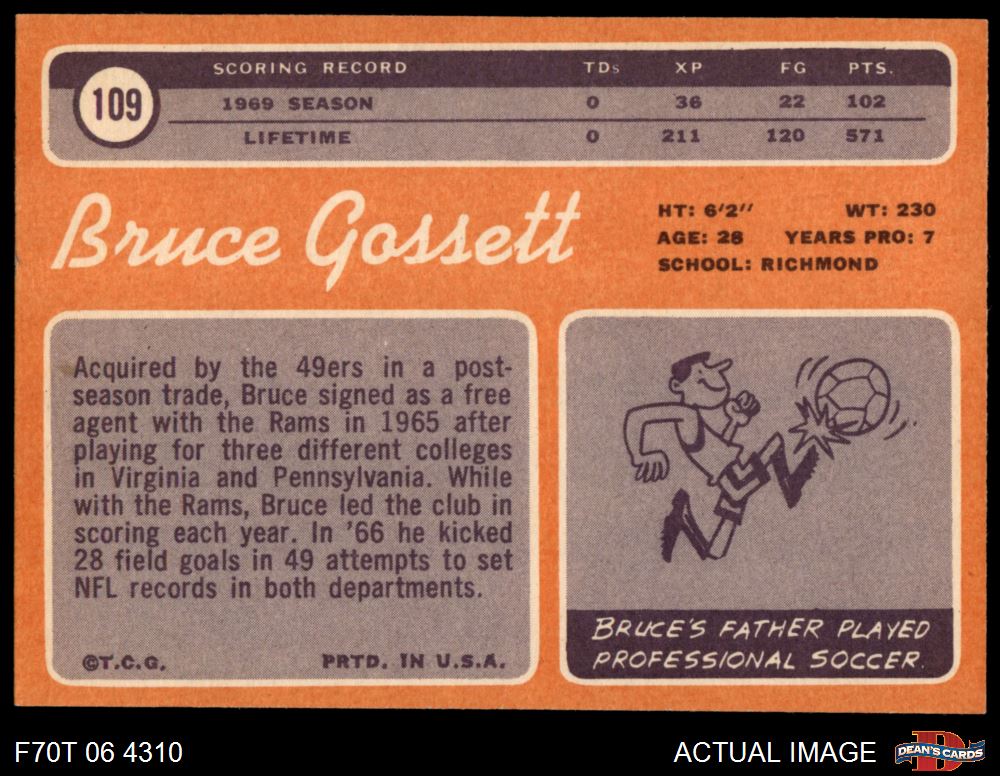 109
SCORING RECORD TDs XP FG PTS.
1969 SEASON 0 36 22 102
LIFETIME 0 211 120 571
Bruce Gossett
HT: 6'2" WT: 230
AGE: 28 YEARS PRO: 7
SCHOOL: RICHMOND
Acquired by the 49ers in a post-
season trade, Bruce signed as a free
agent with the Rams in 1965 after
playing for three different colleges
in Virginia and Pennsylvania. While
with the Rams, Bruce led the club in
scoring each year. In '66 he kicked
28 field goals in 49 attempts to set
NFL records in both departments.
©T.C.G. PRTD. IN U.S.A.
BRUCE'S FATHER PLAYED
PROFESSIONAL SOCCER.
F70T 06 4310 ACTUAL IMAGE DEAN'S CARDS